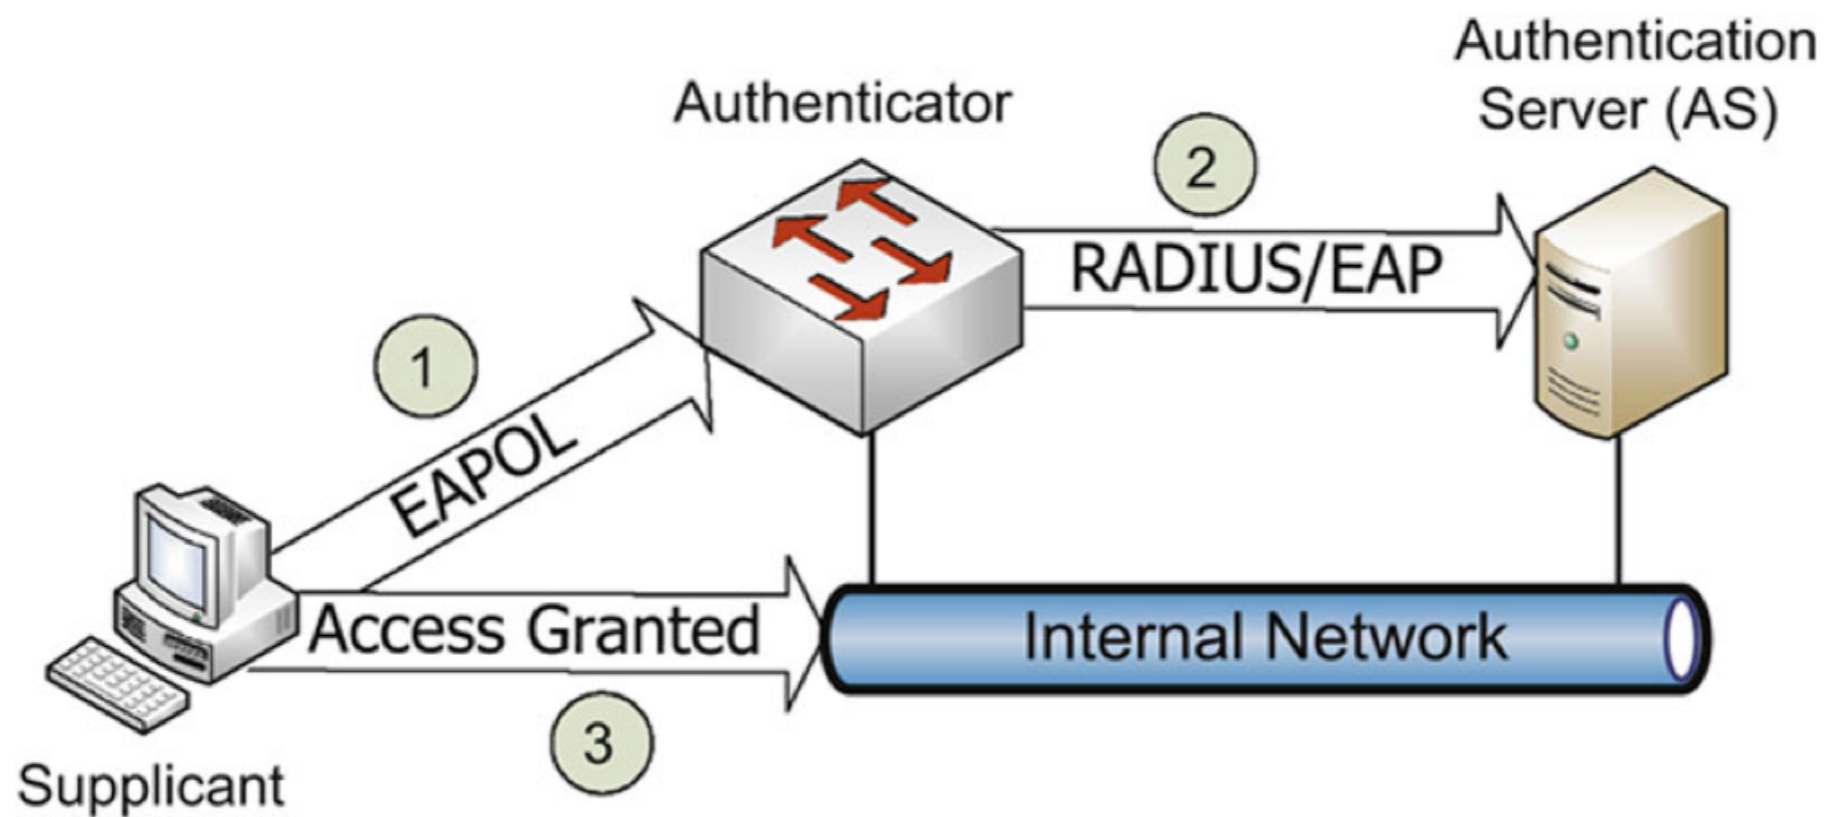 Authentication
Server (AS)
Authenticator
2
RADIUS/EAP
1
EAPOL
Access Granted
Internal Network
3
Supplicant